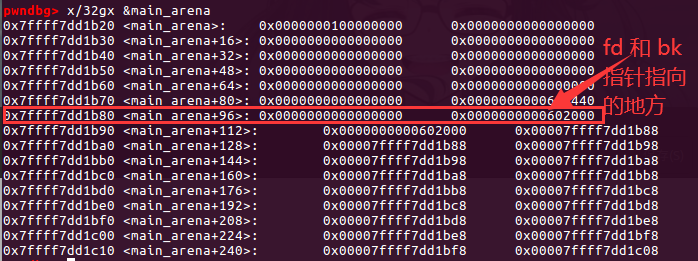 pwndbg> x/32gx &main_arena
0x7ffff7dd1b20 <main_arena>: 0x0000000100000000 0x0000000000000000
0x7ffff7dd1b30 <main_arena+16>: 0x0000000000000000 0x0000000000000000
0x7ffff7dd1b40 <main_arena+32>: 0x0000000000000000 0x0000000000000000
0x7ffff7dd1b50 <main_arena+48>: 0x0000000000000000 0x0000000000000000
0x7ffff7dd1b60 <main_arena+64>: 0x0000000000000000 0x0000000000000000
0x7ffff7dd1b70 <main_arena+80>: 0x0000000000000000
0x7ffff7dd1b80 <main_arena+96>: 0x0000000000000000 0x0000000000602000
0x7ffff7dd1b90 <main_arena+112>: 0x0000000000602000 0x00007ffff7dd1b88
0x7ffff7dd1ba0 <main_arena+128>: 0x00007ffff7dd1b88 0x00007ffff7dd1b98
0x7ffff7dd1bb0 <main_arena+144>: 0x00007ffff7dd1b98 0x00007ffff7dd1ba8
0x7ffff7dd1bc0 <main_arena+160>: 0x00007ffff7dd1ba8 0x00007ffff7dd1bb8
0x7ffff7dd1bd0 <main_arena+176>: 0x00007ffff7dd1bb8 0x00007ffff7dd1bc8
0x7ffff7dd1be0 <main_arena+192>: 0x00007ffff7dd1bc8 0x00007ffff7dd1bd8
0x7ffff7dd1bf0 <main_arena+208>: 0x00007ffff7dd1bd8 0x00007ffff7dd1be8
0x7ffff7dd1c00 <main_arena+224>: 0x00007ffff7dd1be8 0x00007ffff7dd1bf8
0x7ffff7dd1c10 <main_arena+240>: 0x00007ffff7dd1bf8 0x00007ffff7dd1c08
fd 和 bk
指针指向
的地方